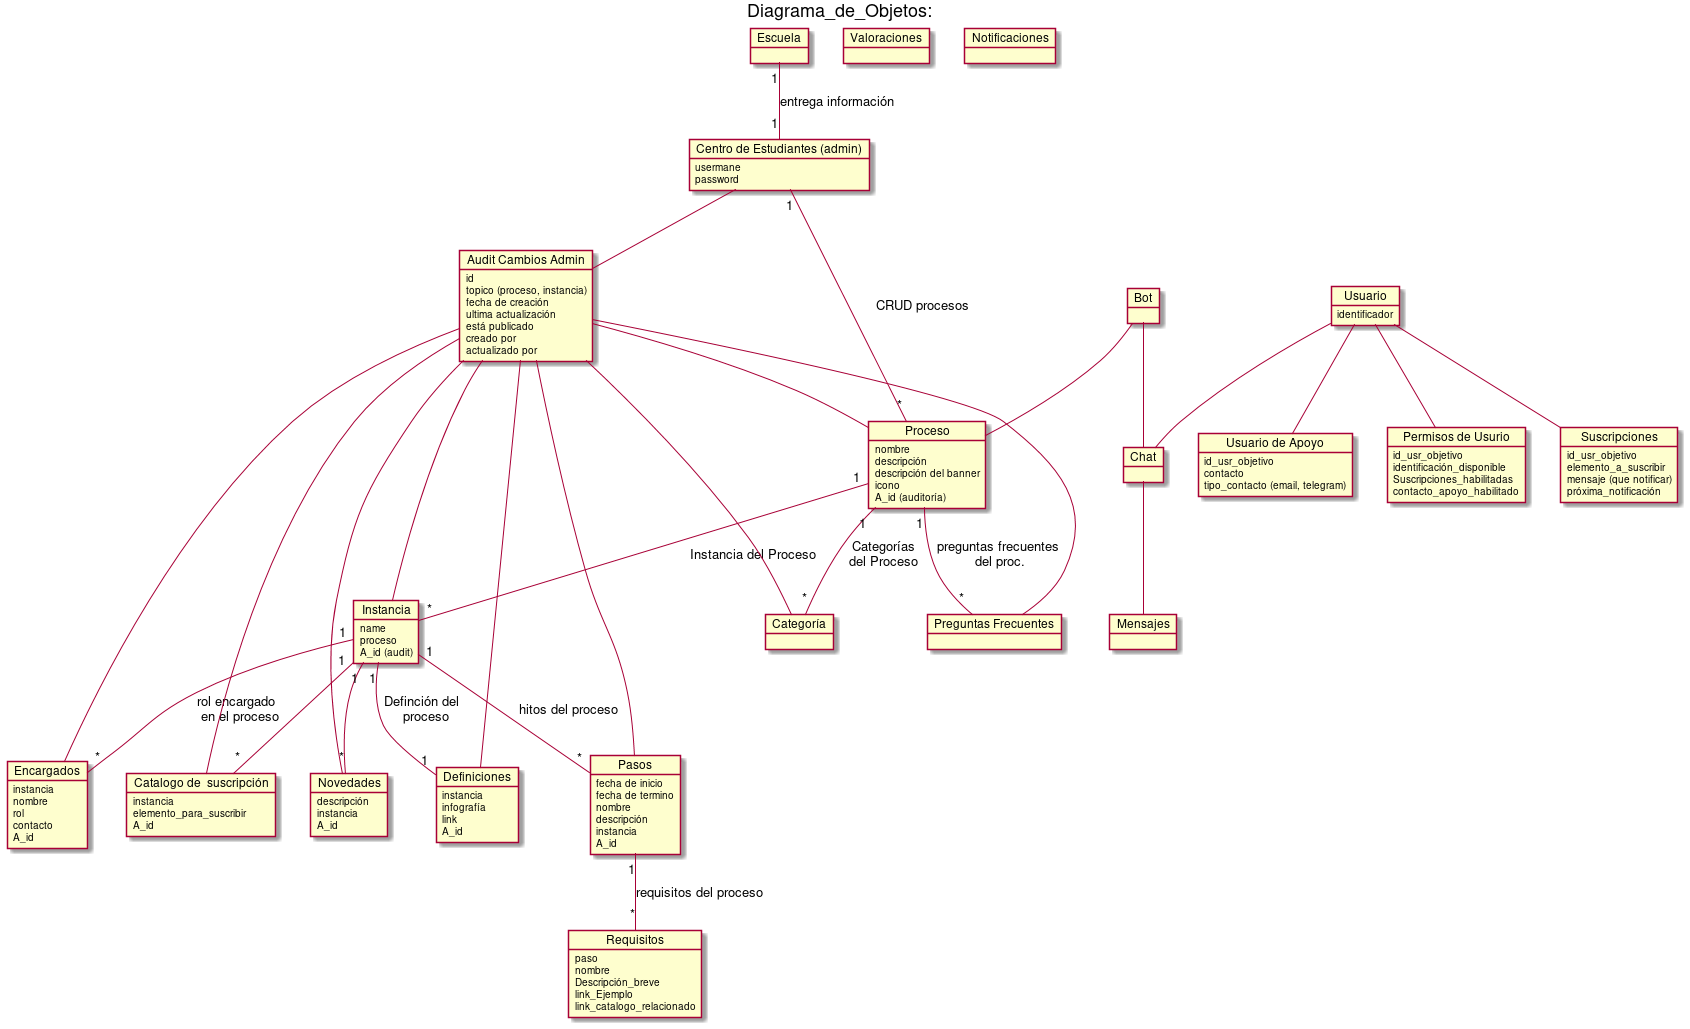 Diagrama_de_Objetos:
Escuela
Valoraciones
Notificaciones
1
entrega información
1
Centro de Estudiantes (admin)
usermane
password
1
Audit Cambios Admin
id
topico (proceso, instancia)
fecha de creación
ultima actualización
está publicado
creado por
actualizado por
CRUD procesos
*
Bot
Usuario
identificador
Proceso
nombre
descripción
descripción del banner
icono
A_id (auditoría)
1
1
1
Chat
Usuario de Apoyo
id_usr_objetivo
contacto
tipo_contacto (email, telegram)
Permisos de Usurio
id_usr_objetivo
identificación_disponible
Suscripciones_habilitadas
contacto_apoyo_habilitado
Suscripciones
id_usr_objetivo
elemento_a_suscribir
mensaje (que notificar)
próxima_notificación
Instancia del Proceso
Categorías
del Proceso
preguntas frecuentes
del proc.
*
*
*
Instancia
name
proceso
A_id (audit)
Categoría
Preguntas Frecuentes
Mensajes
1
1
1
1
1
rol encargado
en el proceso
Definción del
proceso
hitos del proceso
*
*
*
1
*
Encargados
instancia
nombre
rol
contacto
A_id
Catalogo de  suscripción
instancia
elemento_para_suscribir
A_id
Novedades
descripción
instancia
A_id
Definiciones
instancia
infografía
link
A_id
Pasos
fecha de inicio
fecha de termino
nombre
descripción
instancia
A_id
1
requisitos del proceso
*
Requisitos
paso
nombre
Descripción_breve
link_Ejemplo
link_catalogo_relacionado